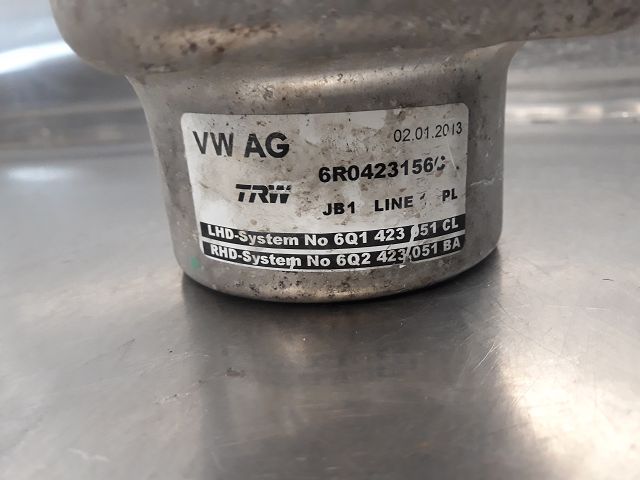 VW AG 02.01.2013
6R0423156
TRW JB1 LINE PL
LHD-System No 6Q1 423 051 CL
RHD-System No 6Q2 423 051 BA